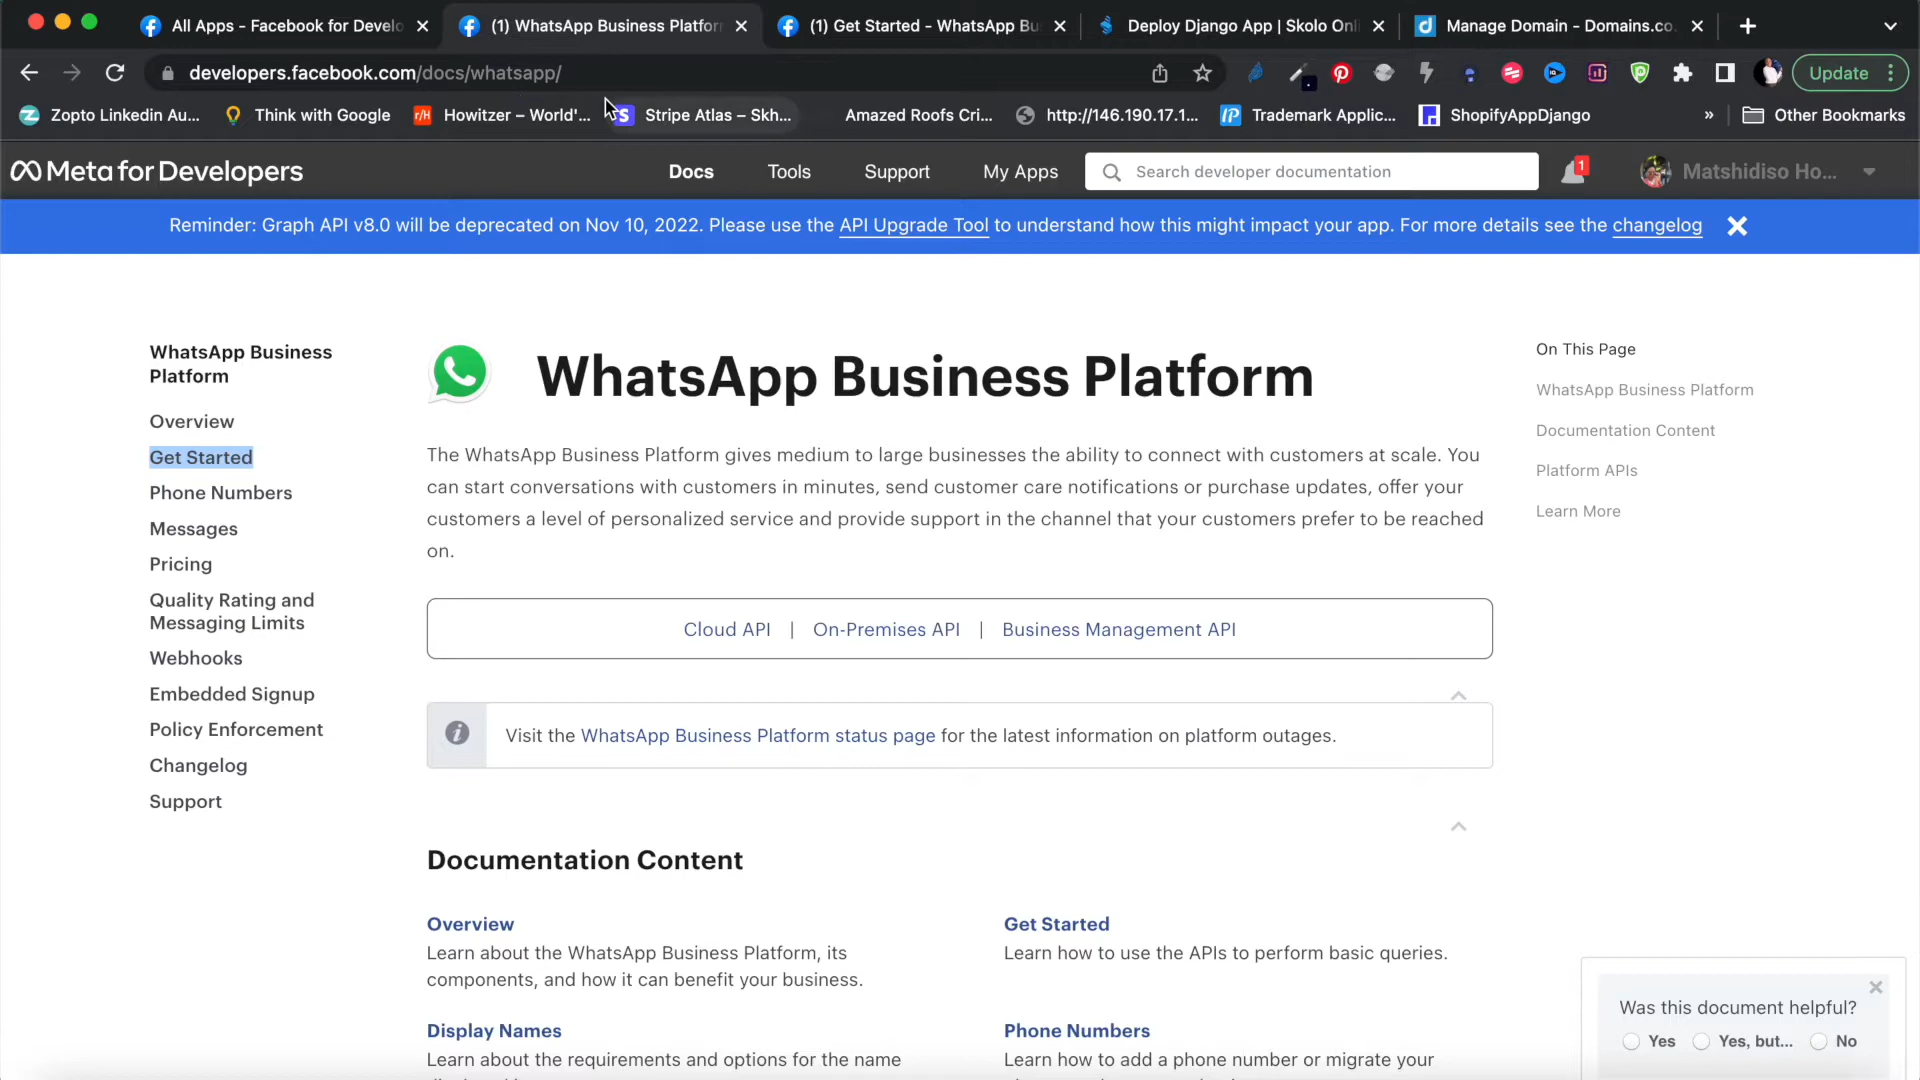 All Apps - Facebook for Develo
(1) WhatsApp Business Platfor
(1) Get Started - WhatsApp Bu
Deploy Django App | Skolo Onl
Manage Domain - Domains.co.
developers.facebook.com/docs/whatsapp/
Update
Zopto Linkedin Au...
Think with Google
Howitzer – World'...
Stripe Atlas – Skh...
Amazed Roofs Cri...
http://146.190.17.1...
Trademark Applic...
ShopifyAppDjango
»
Other Bookmarks
Meta for Developers
Docs
Tools
Support
My Apps
Search developer documentation
1
Matshidiso Ho...
Reminder: Graph API v8.0 will be deprecated on Nov 10, 2022. Please use the API Upgrade Tool to understand how this might impact your app. For more details see the changelog
WhatsApp Business
Platform
Overview
Get Started
Phone Numbers
Messages
Pricing
Quality Rating and
Messaging Limits
Webhooks
Embedded Signup
Policy Enforcement
Changelog
Support
WhatsApp Business Platform
The WhatsApp Business Platform gives medium to large businesses the ability to connect with customers at scale. You
can start conversations with customers in minutes, send customer care notifications or purchase updates, offer your
customers a level of personalized service and provide support in the channel that your customers prefer to be reached
on.
Cloud API | On-Premises API | Business Management API
Visit the WhatsApp Business Platform status page for the latest information on platform outages.
Documentation Content
Overview
Learn about the WhatsApp Business Platform, its
components, and how it can benefit your business.
Get Started
Learn how to use the APIs to perform basic queries.
Display Names
Learn about the requirements and options for the name
Phone Numbers
Learn how to add a phone number or migrate your
On This Page
WhatsApp Business Platform
Documentation Content
Platform APIs
Learn More
Was this document helpful?
Yes
Yes, but...
No